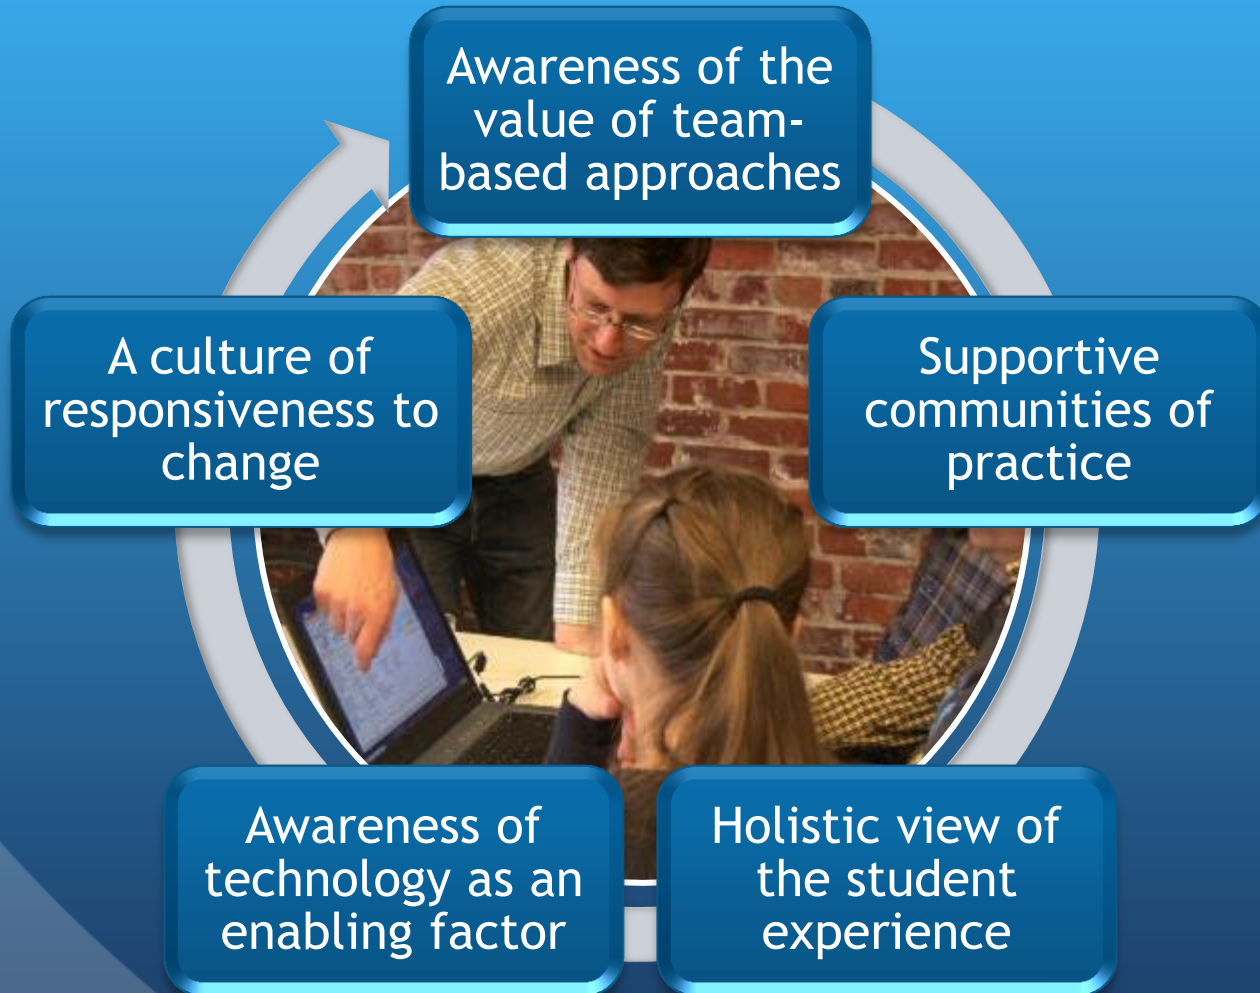 Awareness of the
value of team-
based approaches
Supportive
communities of
practice
Holistic view of
the student
experience
Awareness of
technology as an
enabling factor
A culture of
responsiveness to
change